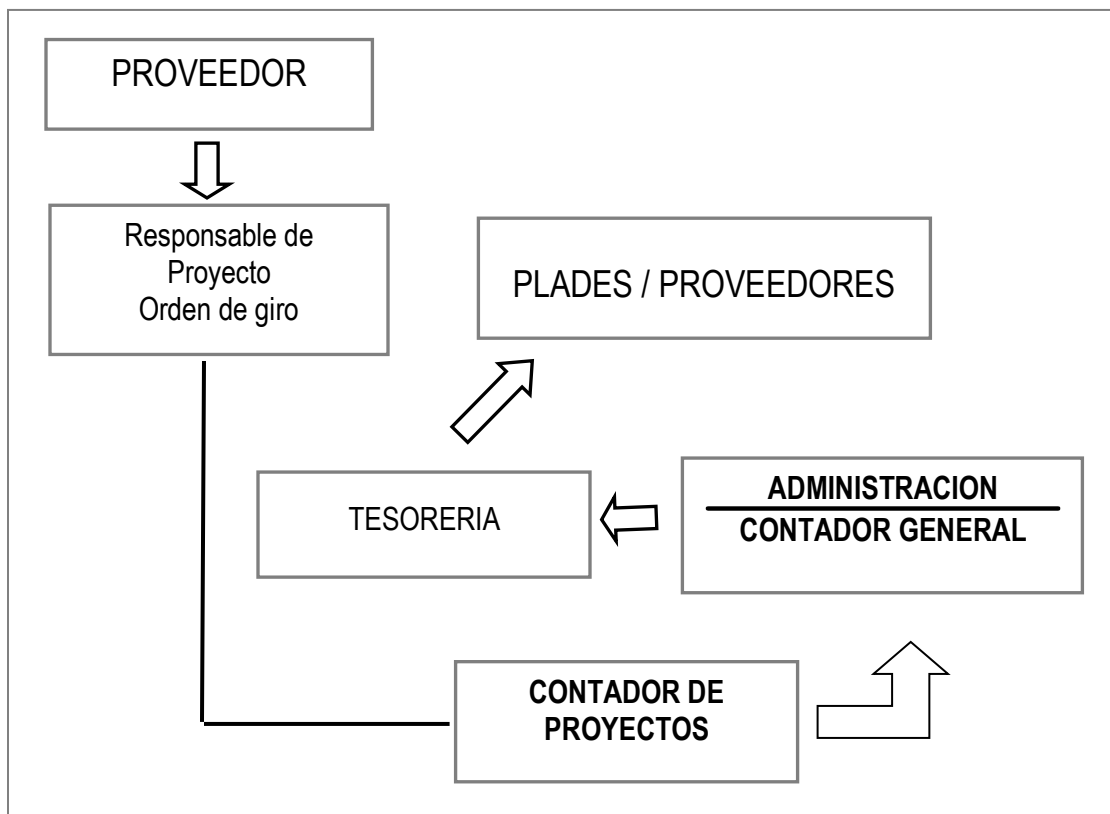 PROVEEDOR
Responsable de
Proyecto
Orden de giro
PLADES / PROVEEDORES
TESORERIA
ADMINISTRACION
CONTADOR GENERAL
CONTADOR DE
PROYECTOS